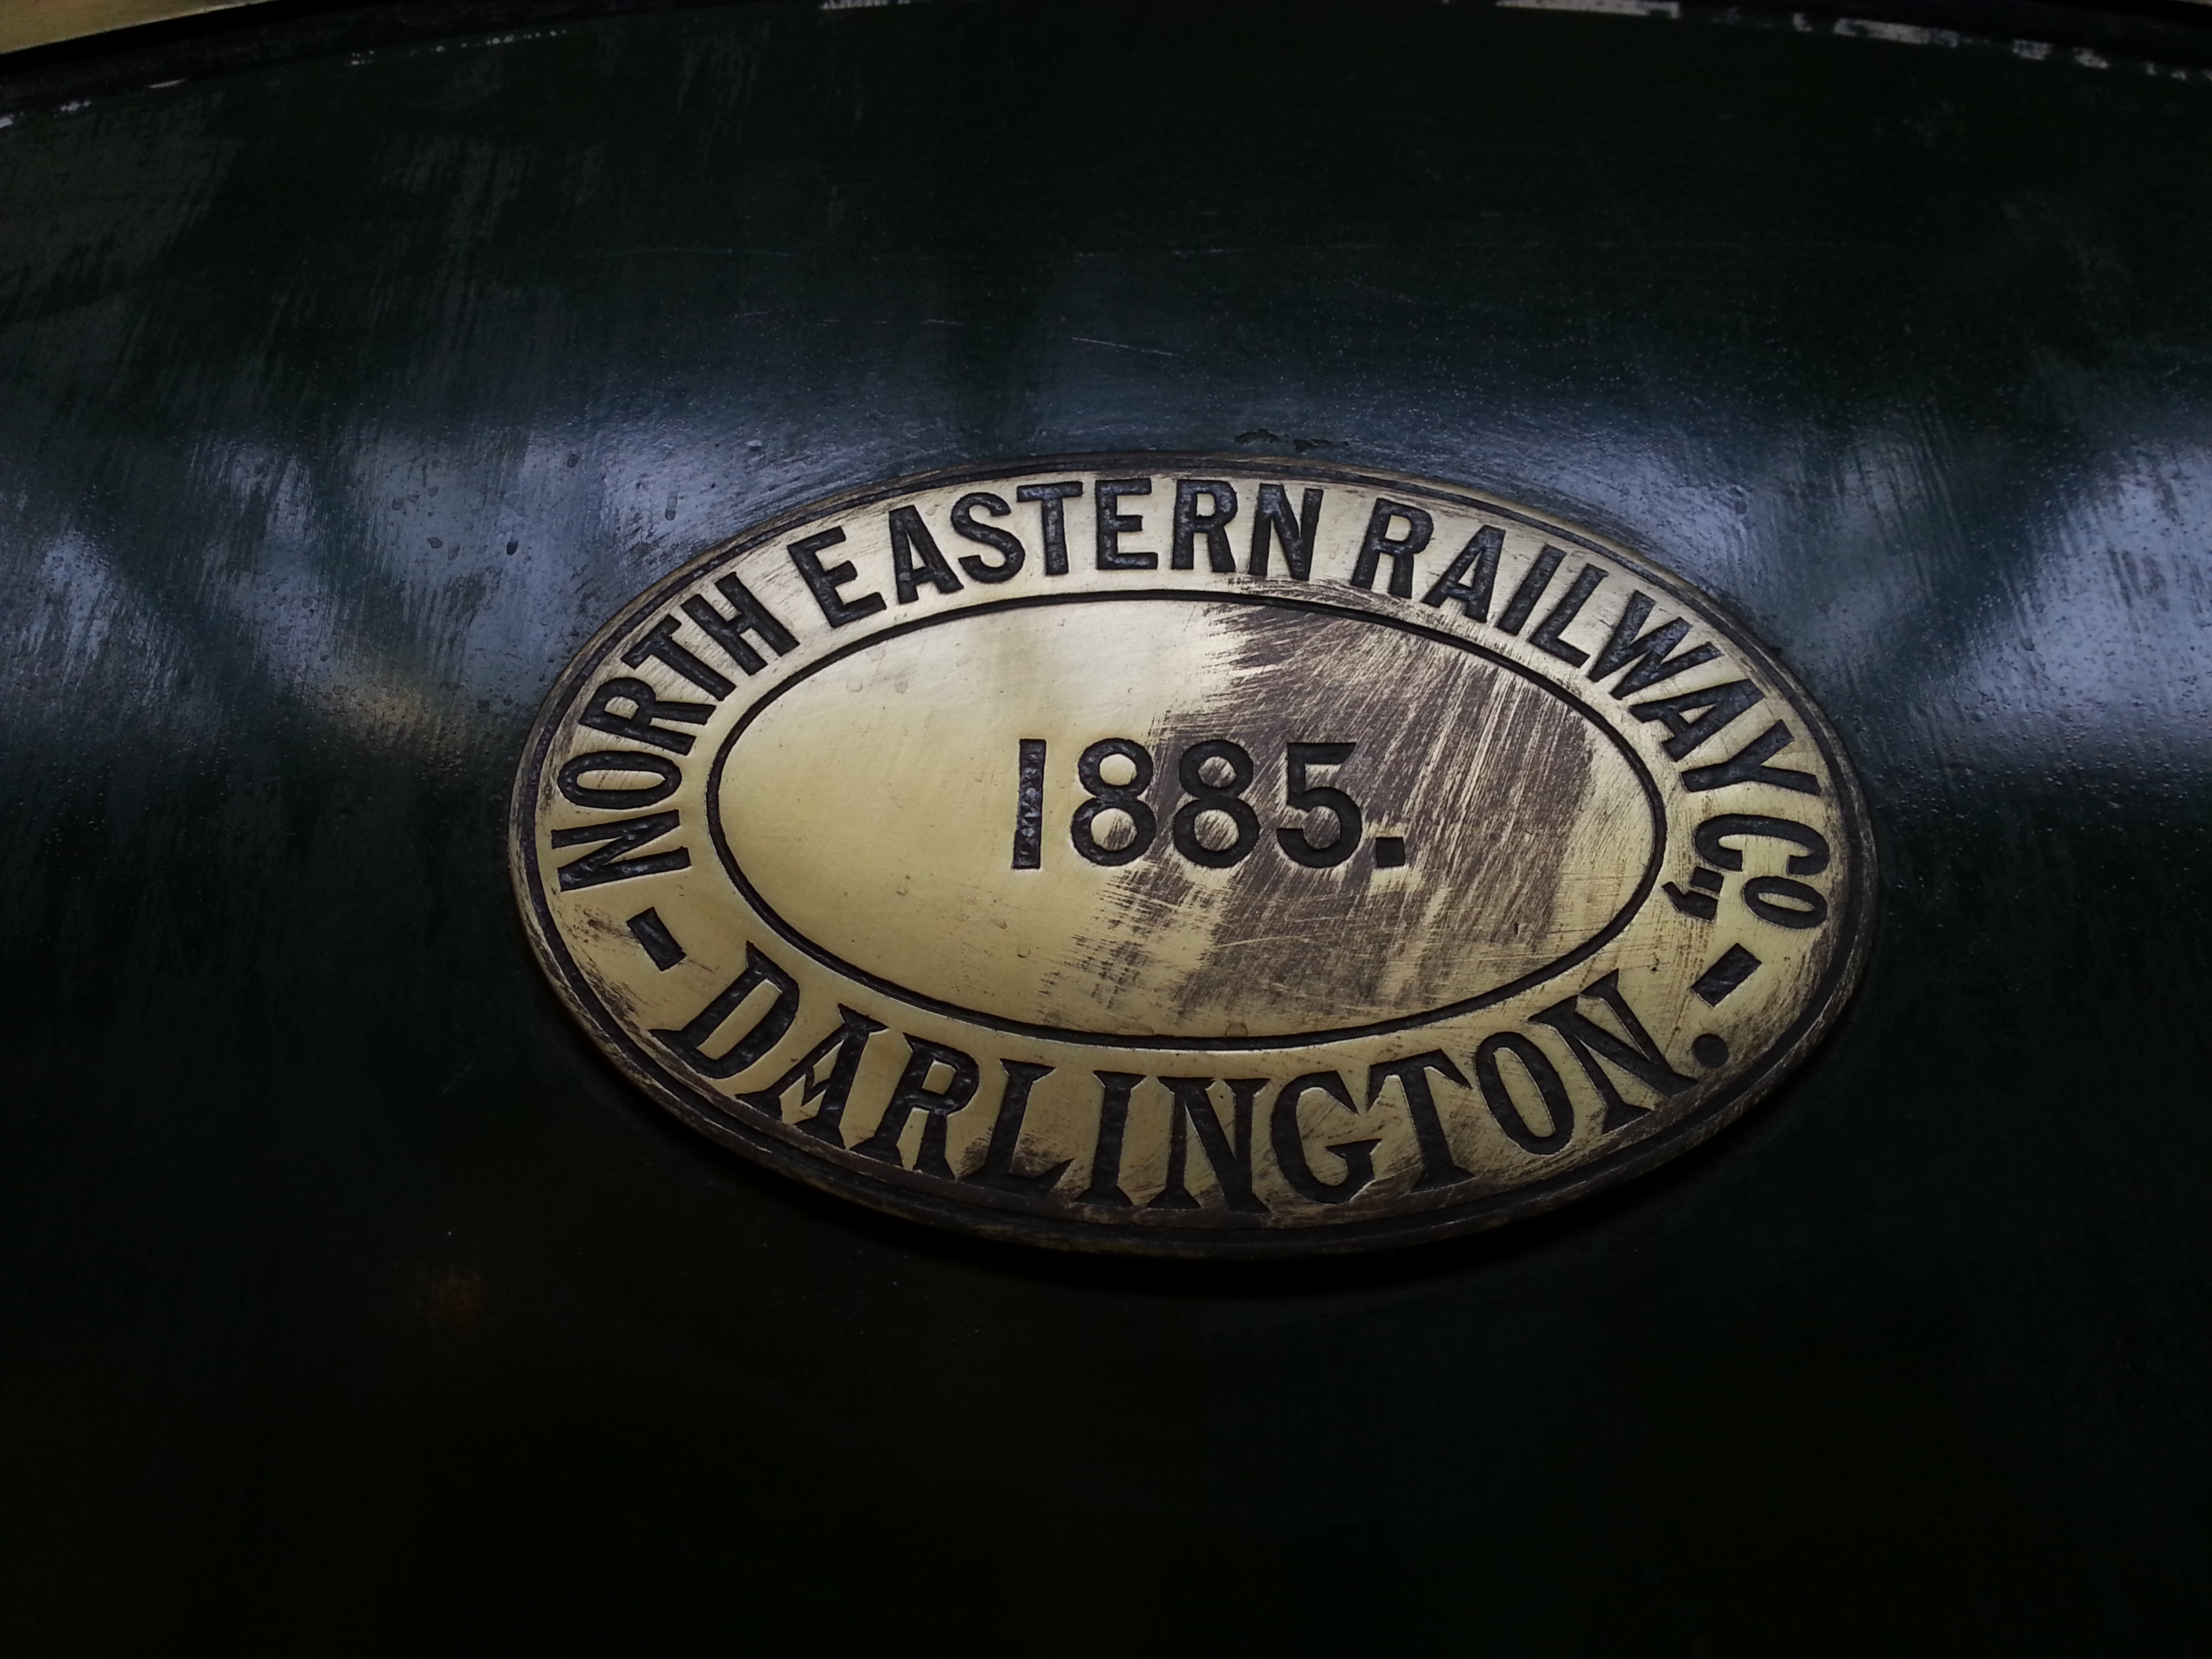 NORTH EASTERN RAILWAY Co,,
1885.
- DARLINGTON. -